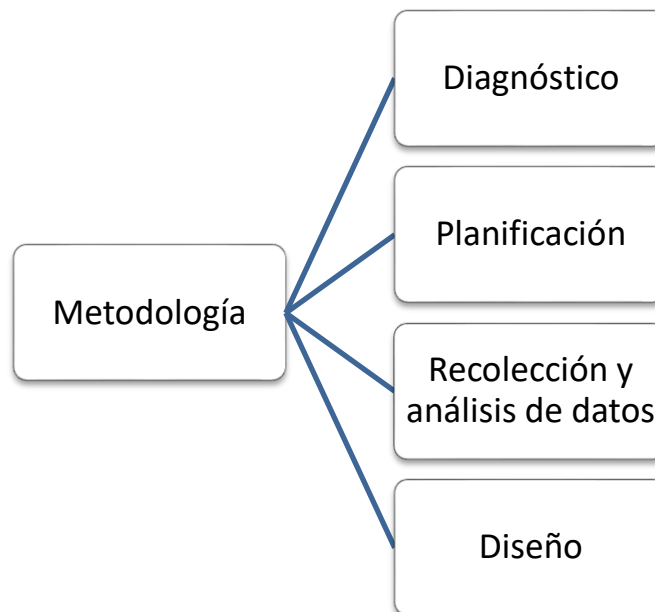 Diagnóstico
Planificación
Metodología
Recolección y
análisis de datos
Diseño